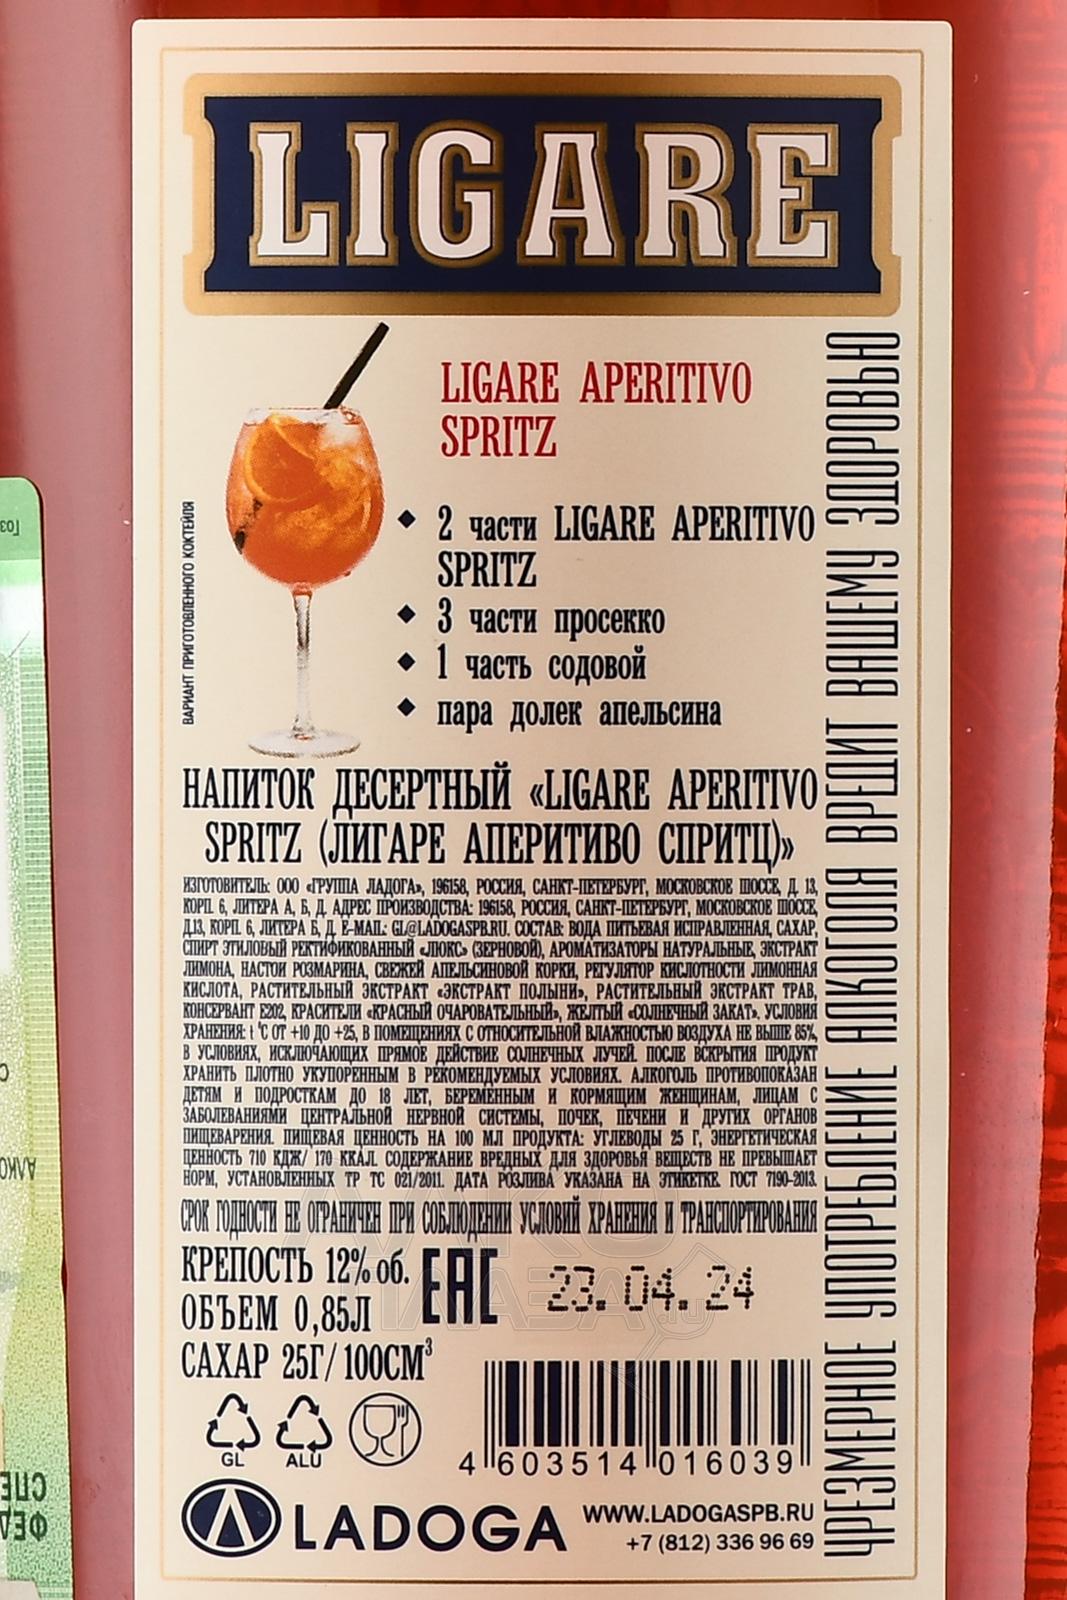 LIGARE
LIGARE APERITIVO
SPRITZ
ВАРИАНТ ПРИГОТОВЛЕННОГО КОКТЕЙЛЯ
2 части LIGARE APERITIVO
SPRITZ
3 части просекко
1 часть содовой
пара долек апельсина
НАПИТОК ДЕСЕРТНЫЙ «LIGARE APERITIVO
SPRITZ (ЛИГАРЕ АПЕРИТИВО СПРИТЦ)»
ИЗГОТОВИТЕЛЬ: ООО «ГРУППА ЛАДОГА», 196158, РОССИЯ, САНКТ-ПЕТЕРБУРГ, МОСКОВСКОЕ ШОССЕ, Д. 13,
КОРП. 6, ЛИТЕРА А, Б, Д. АДРЕС ПРОИЗВОДСТВА: 196158, РОССИЯ, САНКТ-ПЕТЕРБУРГ, МОСКОВСКОЕ ШОССЕ,
Д.13, КОРП. 6, ЛИТЕРА Б, Д. E-MAIL: GL@LADOGASPB.RU. СОСТАВ: ВОДА ПИТЬЕВАЯ ИСПРАВЛЕННАЯ, САХАР,
СПИРТ ЭТИЛОВЫЙ РЕКТИФИКОВАННЫЙ «ЛЮКС» (ЗЕРНОВОЙ), АРОМАТИЗАТОРЫ НАТУРАЛЬНЫЕ, ЭКСТРАКТ
ЛИМОНА, НАСТОИ РОЗМАРИНА, СВЕЖЕЙ АПЕЛЬСИНОВОЙ КОРКИ, РЕГУЛЯТОР КИСЛОТНОСТИ ЛИМОННАЯ
КИСЛОТА, РАСТИТЕЛЬНЫЙ ЭКСТРАКТ «ЭКСТРАКТ ПОЛЫНИ», РАСТИТЕЛЬНЫЙ ЭКСТРАКТ ТРАВ,
КОНСЕРВАНТ Е202, КРАСИТЕЛИ «КРАСНЫЙ ОЧАРОВАТЕЛЬНЫЙ», ЖЕЛТЫЙ «СОЛНЕЧНЫЙ ЗАКАТ». УСЛОВИЯ
ХРАНЕНИЯ: t °C ОТ +10 ДО +25, В ПОМЕЩЕНИЯХ С ОТНОСИТЕЛЬНОЙ ВЛАЖНОСТЬЮ ВОЗДУХА НЕ ВЫШЕ 85%,
В УСЛОВИЯХ, ИСКЛЮЧАЮЩИХ ПРЯМОЕ ДЕЙСТВИЕ СОЛНЕЧНЫХ ЛУЧЕЙ. ПОСЛЕ ВСКРЫТИЯ ПРОДУКТ
ХРАНИТЬ ПЛОТНО УКУПОРЕННЫМ В РЕКОМЕНДУЕМЫХ УСЛОВИЯХ. АЛКОГОЛЬ ПРОТИВОПОКАЗАН
ДЕТЯМ И ПОДРОСТКАМ ДО 18 ЛЕТ, БЕРЕМЕННЫМ И КОРМЯЩИМ ЖЕНЩИНАМ, ЛИЦАМ С
ЗАБОЛЕВАНИЯМИ ЦЕНТРАЛЬНОЙ НЕРВНОЙ СИСТЕМЫ, ПОЧЕК, ПЕЧЕНИ И ДРУГИХ ОРГАНОВ
ПИЩЕВАРЕНИЯ. ПИЩЕВАЯ ЦЕННОСТЬ НА 100 МЛ ПРОДУКТА: УГЛЕВОДЫ 25 Г, ЭНЕРГЕТИЧЕСКАЯ
ЦЕННОСТЬ 710 КДЖ/ 170 ККАЛ. СОДЕРЖАНИЕ ВРЕДНЫХ ДЛЯ ЗДОРОВЬЯ ВЕЩЕСТВ НЕ ПРЕВЫШАЕТ
НОРМ, УСТАНОВЛЕННЫХ ТР ТС 021/2011. ДАТА РОЗЛИВА УКАЗАНА НА ЭТИКЕТКЕ. ГОСТ 7190-2013.
СРОК ГОДНОСТИ НЕ ОГРАНИЧЕН ПРИ СОБЛЮДЕНИИ УСЛОВИЙ ХРАНЕНИЯ И ТРАНСПОРТИРОВАНИЯ
КРЕПОСТЬ 12% об.
ОБЪЕМ 0,85Л
САХАР 25Г/100СМ³
ЕАС
23.04.24
GL
ALU
4 603514 016039
LADOGA
WWW.LADOGASPB.RU
+7 (812) 336 96 69
ЧРЕЗМЕРНОЕ УПОТРЕБЛЕНИЕ АЛКОГОЛЯ ВРЕДИТ ВАШЕМУ ЗДОРОВЬЮ
АЛКО
ПЛАЗА.ru